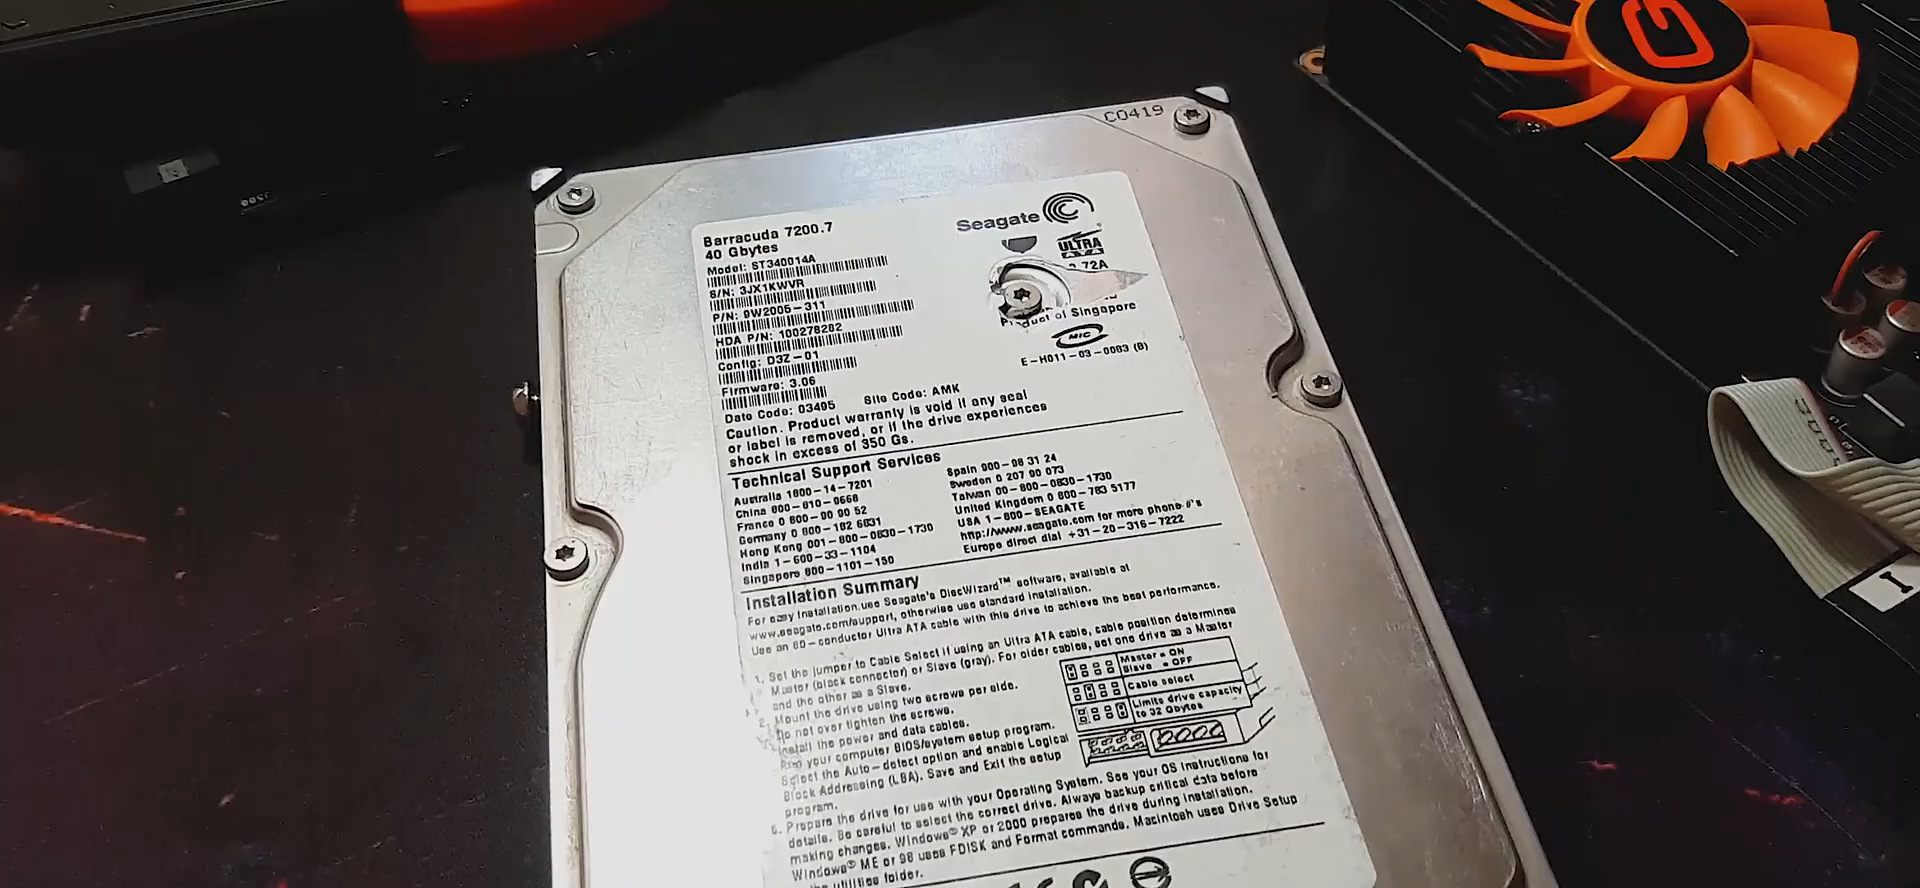 C0419
Barracuda 7200.7
40 Gbytes
Model: ST340014A
S/N: 3JX1KWVR
P/N: 9W2005-311
HDA P/N: 100278282
Config: D3Z-01
Firmware: 3.06
Date Code: 03495 Site Code: AMK
Seagate
ULTRA
ATA
72A
Product of Singapore
MIC
E-H011-03-0083 (B)
Caution. Product warranty is void if any seal
or label is removed, or if the drive experiences
shock in excess of 350 Gs.
Technical Support Services
Australia 1800-14-7201
China 800-810-9668
France 0 800-90 90 52
Germany 0 800-182 6831
Hong Kong 001-800-0830-1730
India 1-600-33-1104
Singapore 800-1101-150
Spain 900-98 31 24
Sweden 0 207 90 073
Taiwan 00-800-0830-1730
United Kingdom 0 800-783 5177
USA 1-800-SEAGATE
http://www.seagate.com for more phone #'s
Europe direct dial +31-20-316-7222
Installation Summary
For easy installation use Seagate's DiscWizard™ software, available at
www.seagate.com/support, otherwise use standard installation.
Use an 80-conductor Ultra ATA cable with this drive to achieve the best performance.
1. Set the jumper to Cable Select if using an Ultra ATA cable, cable position determines
Master (black connector) or Slave (gray). For older cables, set one drive as a Master
and the other as a Slave.
2. Mount the drive using two screws per side.
Do not over tighten the screws.
Install the power and data cables.
Run your computer BIOS/system setup program.
Select the Auto-detect option and enable Logical
Block Addressing (LBA). Save and Exit the setup
program.
Master = ON
Slave = OFF
Cable select
Limits drive capacity
to 32 Gbytes
5. Prepare the drive for use with your Operating System. See your OS instructions for
details. Be careful to select the correct drive. Always backup critical data before
making changes. Windows® XP or 2000 prepares the drive during installation.
Windows® ME or 98 uses FDISK and Format commands. Macintosh uses Drive Setup
utilities folder.